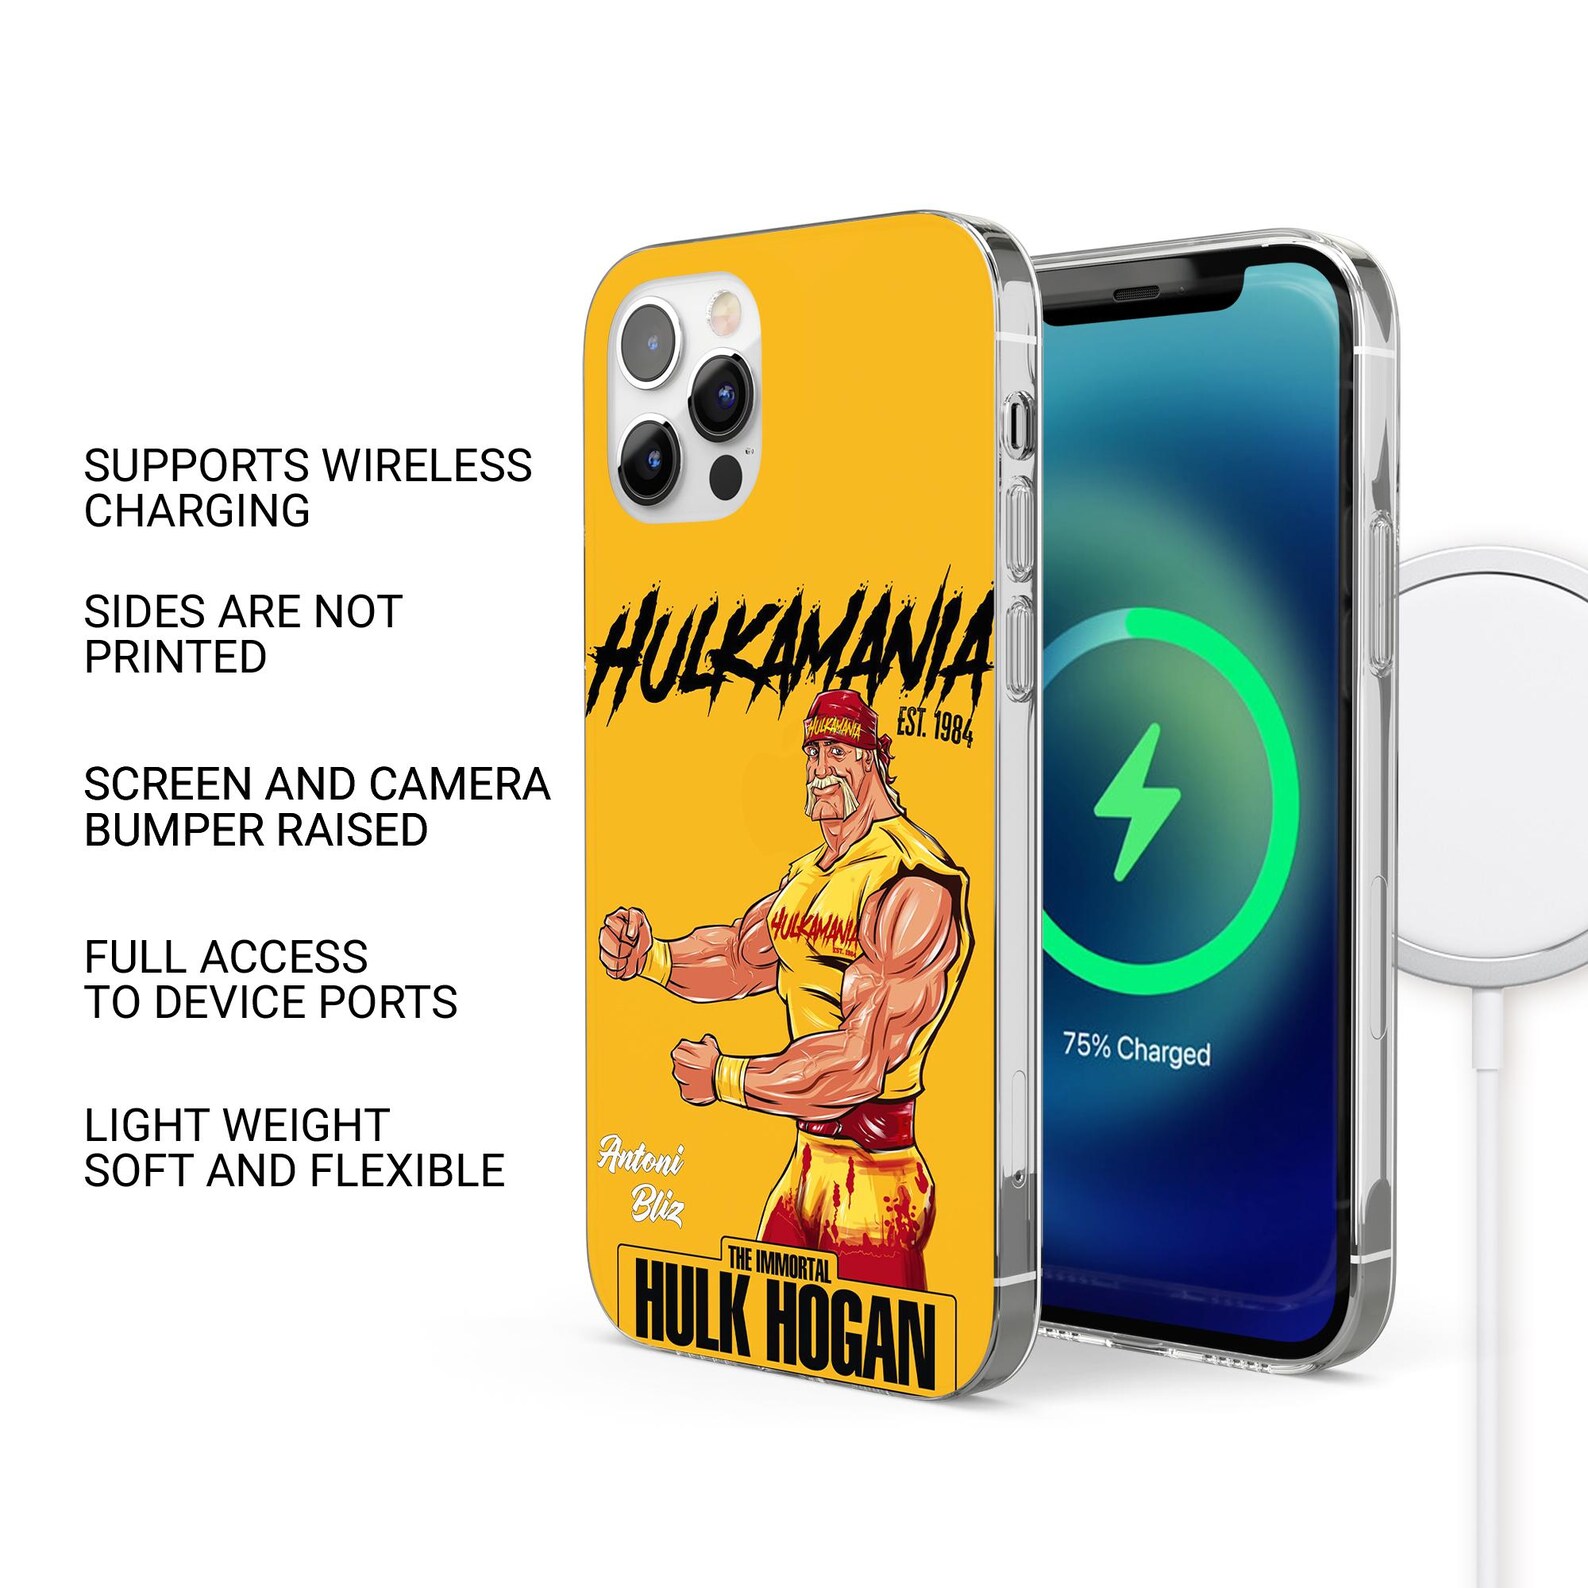 SUPPORTS WIRELESS
CHARGING
SIDES ARE NOT
PRINTED
SCREEN AND CAMERA
BUMPER RAISED
FULL ACCESS
TO DEVICE PORTS
LIGHT WEIGHT
SOFT AND FLEXIBLE
HULKAMANIA
EST. 1984
HULKAMANIA
HULKAMANIA
EST. 1984
Antoni
Bliz
THE IMMORTAL
HULK HOGAN
75% Charged